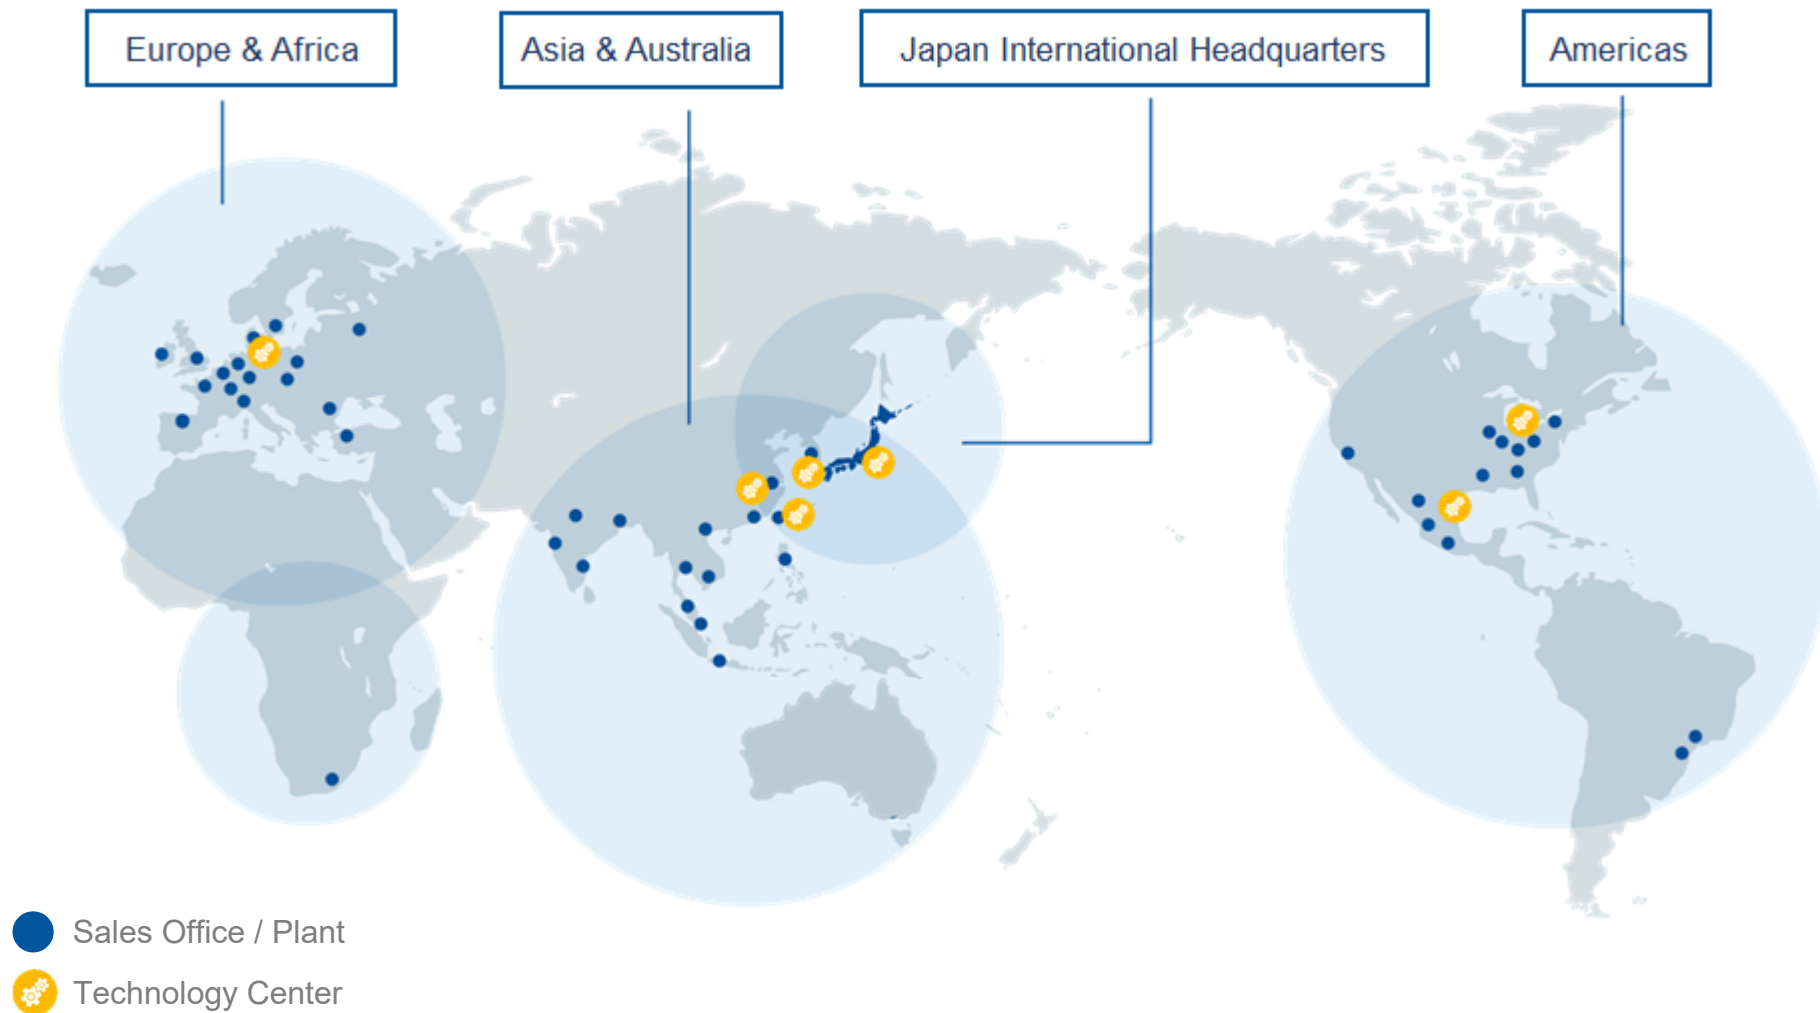 Europe & Africa
Asia & Australia
Japan International Headquarters
Americas
Sales Office / Plant
Technology Center